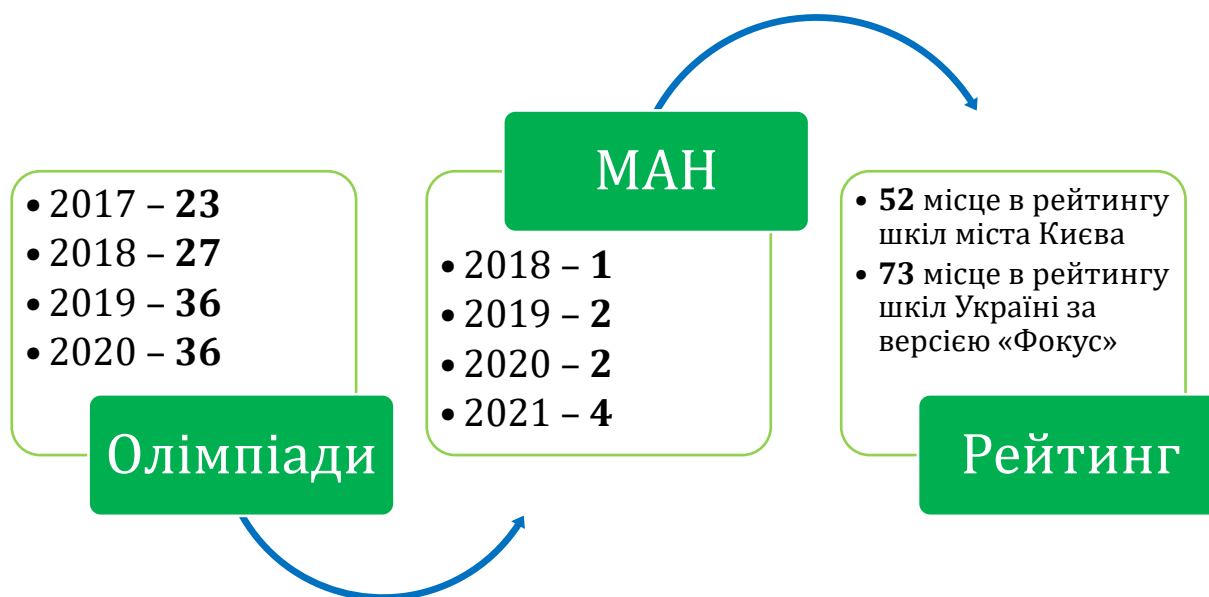 • 2017 – 23
• 2018 – 27
• 2019 – 36
• 2020 – 36
Олімпіади
МАН
• 2018 – 1
• 2019 – 2
• 2020 – 2
• 2021 – 4
• 52 місце в рейтингу
шкіл міста Києва
• 73 місце в рейтингу
шкіл Україні за
версією «Фокус»
Рейтинг